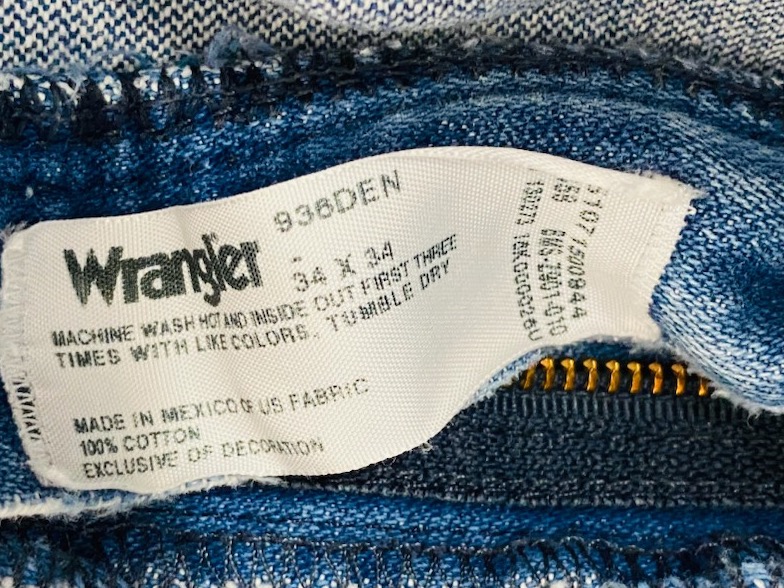 Wrangler
936DEN
34 X 34
MACHINE WASH HOT AND INSIDE OUT FIRST THREE
TIMES WITH LIKE COLORS. TUMBLE DRY
MADE IN MEXICO OF US FABRIC
100% COTTON
EXCLUSIVE OF DECORATION
51071500944